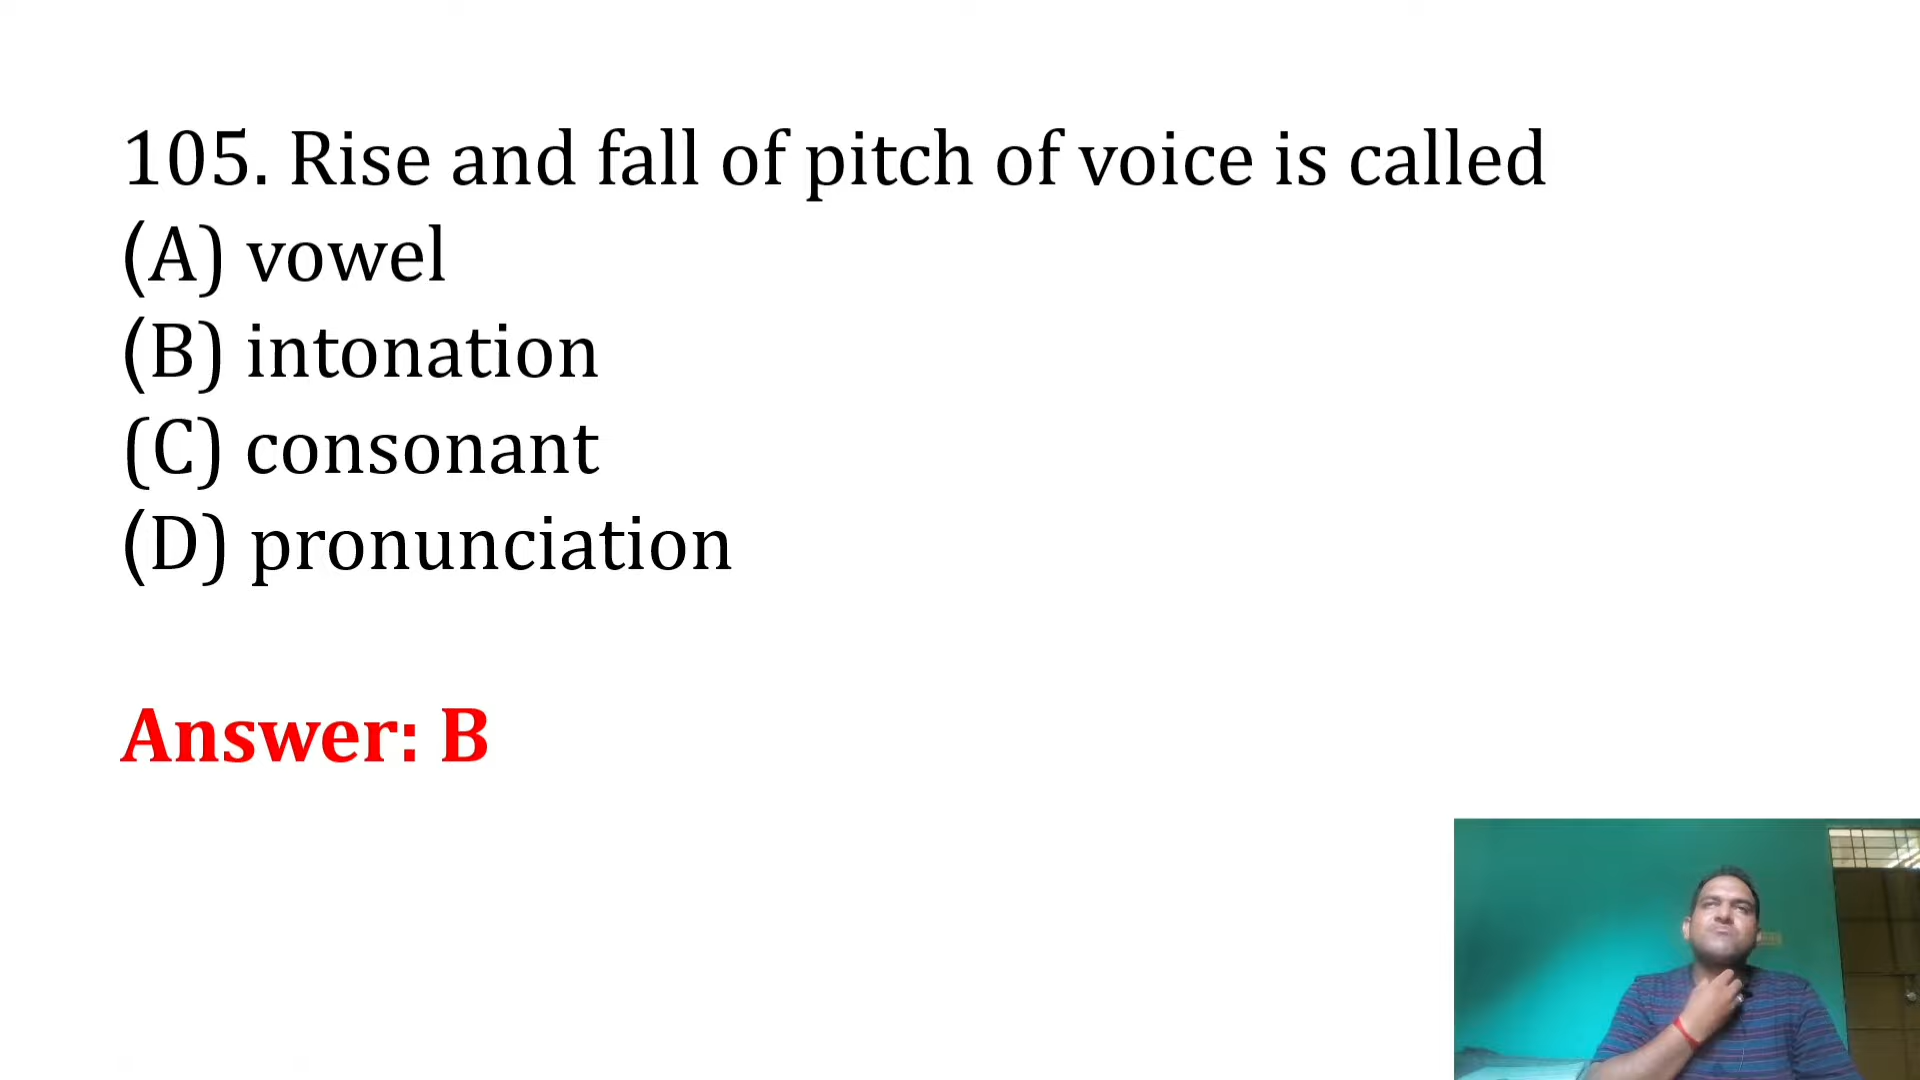 105. Rise and fall of pitch of voice is called
(A) vowel
(B) intonation
(C) consonant
(D) pronunciation
Answer: B